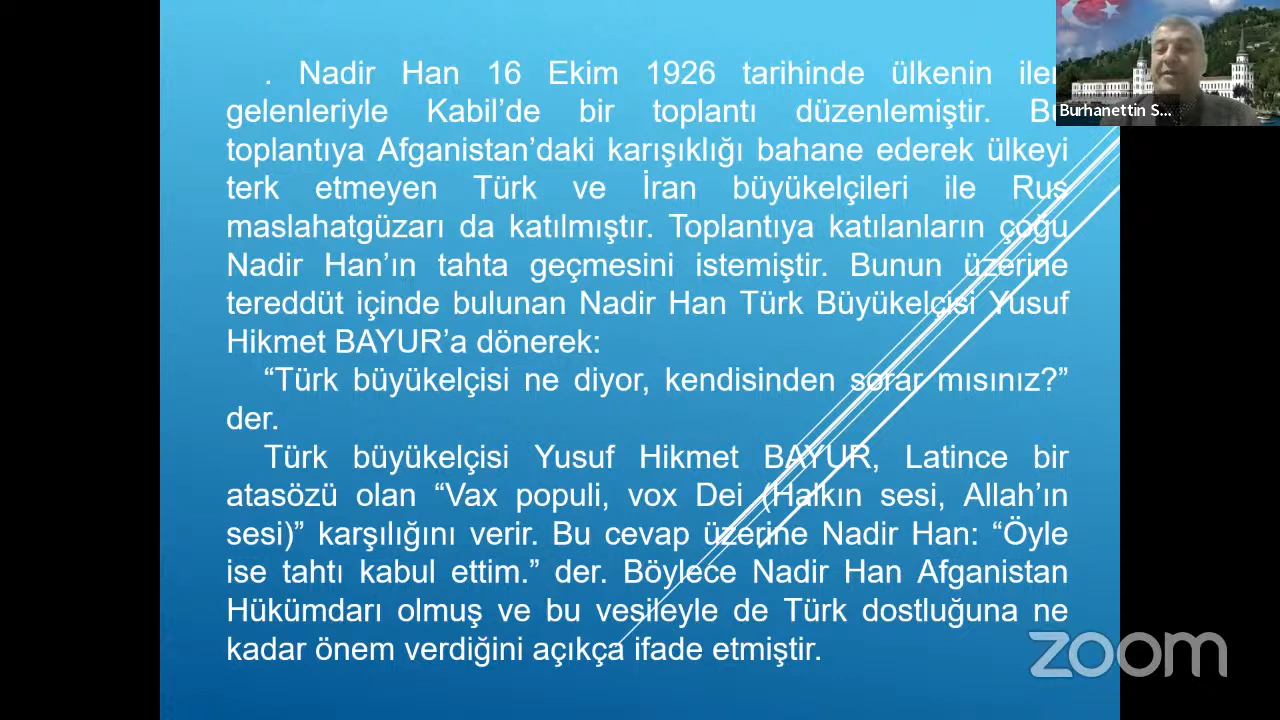 . Nadir Han 16 Ekim 1926 tarihinde ülkenin iler
gelenleriyle Kabil’de bir toplantı düzenlemiştir. Bu
toplantıya Afganistan’daki karışıklığı bahane ederek ülkeyi
terk etmeyen Türk ve İran büyükelçileri ile Rus
maslahatgüzarı da katılmıştır. Toplantıya katılanların çoğu
Nadir Han’ın tahta geçmesini istemiştir. Bunun üzerine
tereddüt içinde bulunan Nadir Han Türk Büyükelçisi Yusuf
Hikmet BAYUR’a dönerek:
“Türk büyükelçisi ne diyor, kendisinden sorar mısınız?”
der.
Türk büyükelçisi Yusuf Hikmet BAYUR, Latince bir
atasözü olan “Vax populi, vox Dei (Halkın sesi, Allah’ın
sesi)” karşılığını verir. Bu cevap üzerine Nadir Han: “Öyle
ise tahtı kabul ettim.” der. Böylece Nadir Han Afganistan
Hükümdarı olmuş ve bu vesileyle de Türk dostluğuna ne
kadar önem verdiğini açıkça ifade etmiştir.
Burhanettin S...
zoom